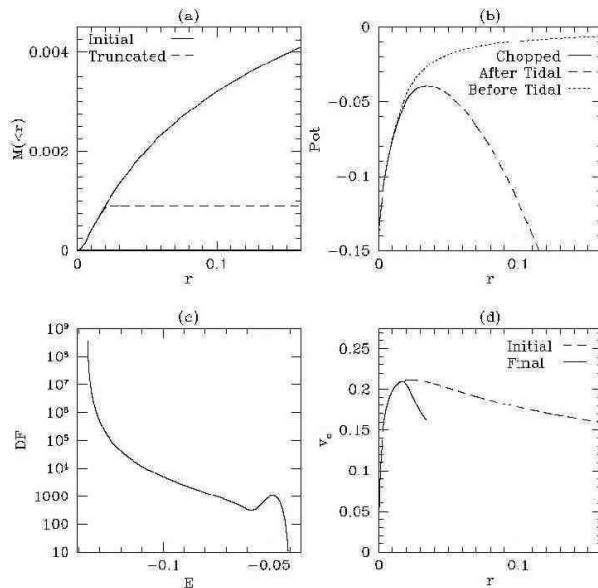 (a)
Initial
Truncated
0.004
0.002
0
M(<r)
0
0.1
r
(b)
0
−0.05
−0.1
−0.15
Pot
Chopped
After Tidal
Before Tidal
0
0.1
r
(c)
10⁹
10⁸
10⁷
10⁶
10⁵
10⁴
1000
100
10
DF
−0.1
−0.05
E
(d)
0.25
0.2
0.15
0.1
0.05
0
v_c
Initial
Final
0
0.1
r